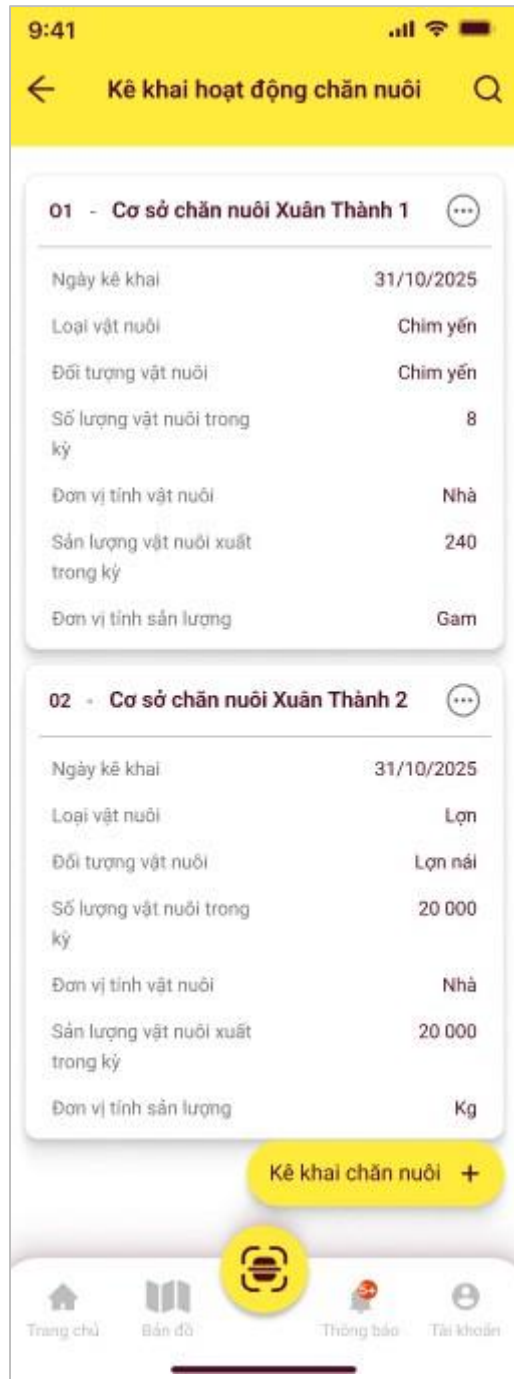 9:41
Kê khai hoạt động chăn nuôi
01 - Cơ sở chăn nuôi Xuân Thành 1
Ngày kê khai 31/10/2025
Loại vật nuôi Chim yến
Đối tượng vật nuôi Chim yến
Số lượng vật nuôi trong 8
kỳ
Đơn vị tính vật nuôi Nhà
Sản lượng vật nuôi xuất 240
trong kỳ
Đơn vị tính sản lượng Gam
02 - Cơ sở chăn nuôi Xuân Thành 2
Ngày kê khai 31/10/2025
Loại vật nuôi Lợn
Đối tượng vật nuôi Lợn nái
Số lượng vật nuôi trong 20 000
kỳ
Đơn vị tính vật nuôi Nhà
Sản lượng vật nuôi xuất 20 000
trong kỳ
Đơn vị tính sản lượng Kg
Kê khai chăn nuôi +
5+
Trang chủ Bản đồ Thông báo Tài khoản